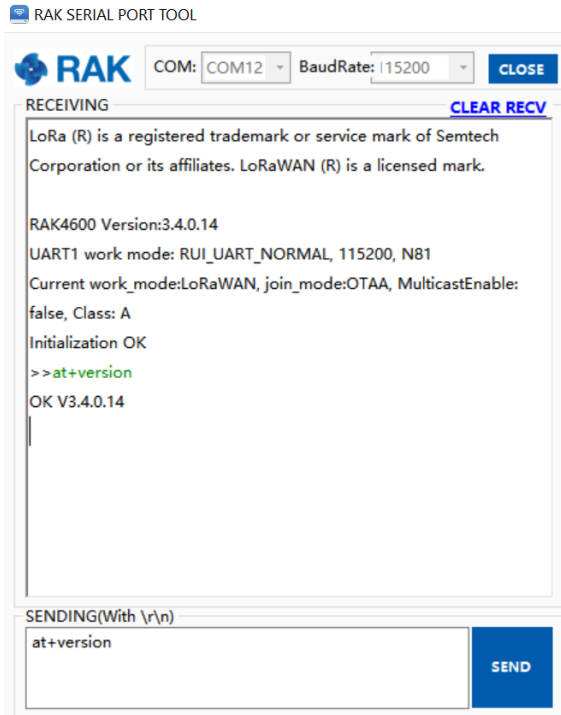 RAK SERIAL PORT TOOL
RAK
COM: COM12 BaudRate: 115200 CLOSE
RECEIVING
CLEAR RECV
LoRa (R) is a registered trademark or service mark of Semtech
Corporation or its affiliates. LoRaWAN (R) is a licensed mark.
RAK4600 Version:3.4.0.14
UART1 work mode: RUI_UART_NORMAL, 115200, N81
Current work_mode:LoRaWAN, join_mode:OTAA, MulticastEnable:
false, Class: A
Initialization OK
>>at+version
OK V3.4.0.14
SENDING(With \r\n)
at+version
SEND